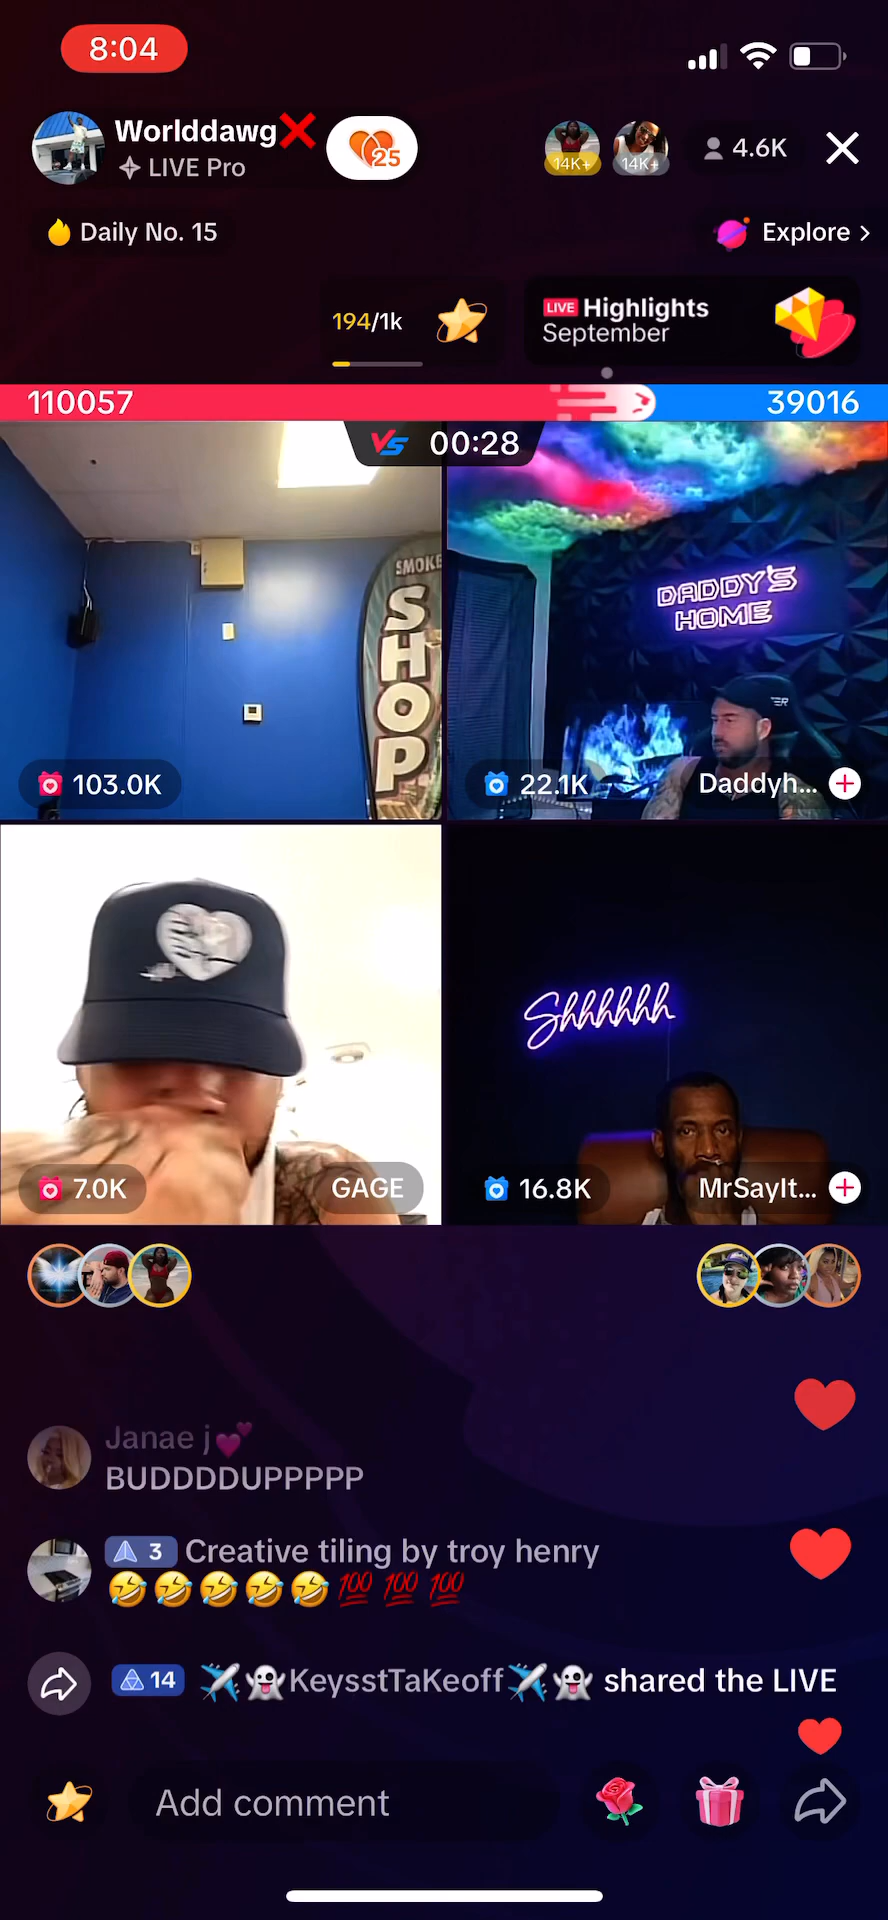 8:04
Worlddawg❌
LIVE Pro
25
14K+
14K+
4.6K
Daily No. 15
Explore >
194/1k
LIVE Highlights
September
110057
39016
VS 00:28
SMOKE
SHOP
DADDY'S
HOME
103.0K
22.1K
Daddyh...
Shhhhhh
7.0K
GAGE
16.8K
MrSayIt...
Janae j💕
BUDDDDUPPPPP
3 Creative tiling by troy henry
🤣🤣🤣🤣🤣💯💯💯
14 ✈️👻KeysstTaKeoff✈️👻 shared the LIVE
Add comment